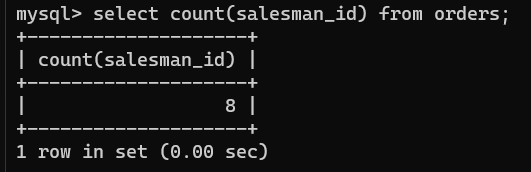 mysql> select count(salesman_id) from orders;
+--------------------+
| count(salesman_id) |
+--------------------+
|                  8 |
+--------------------+
1 row in set (0.00 sec)